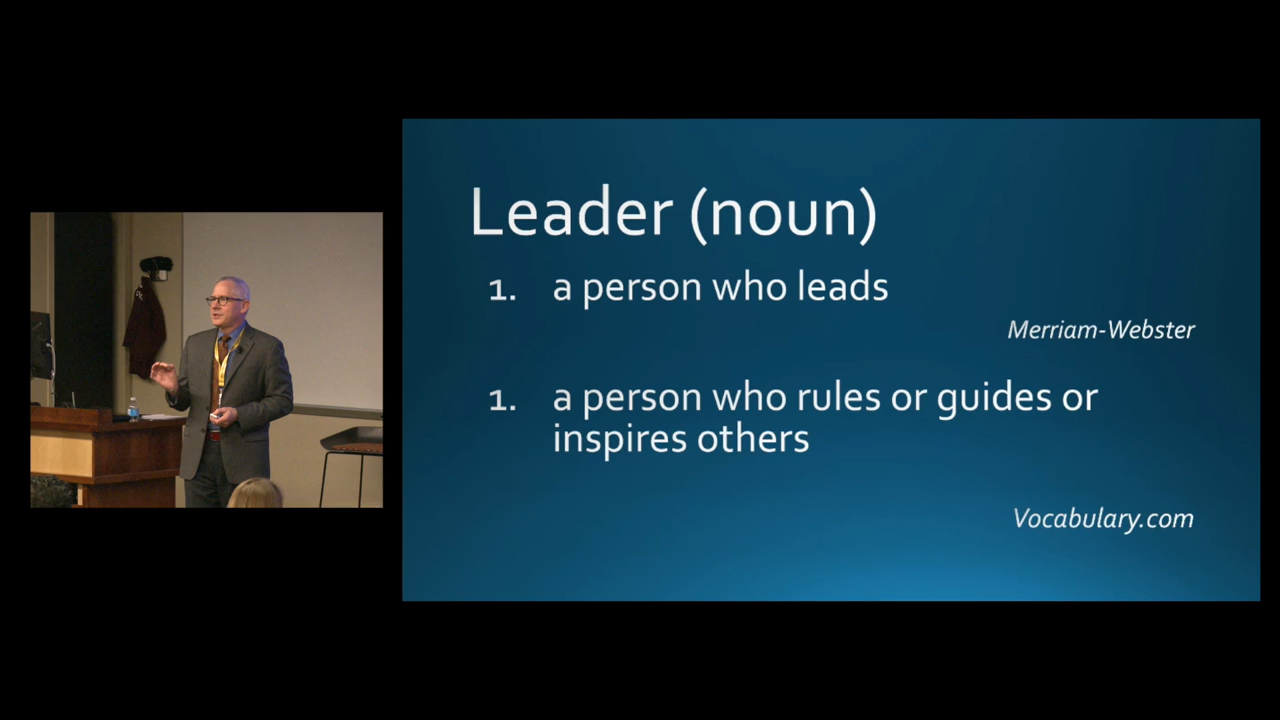 Leader (noun)
1. a person who leads
Merriam-Webster
1. a person who rules or guides or
inspires others
Vocabulary.com